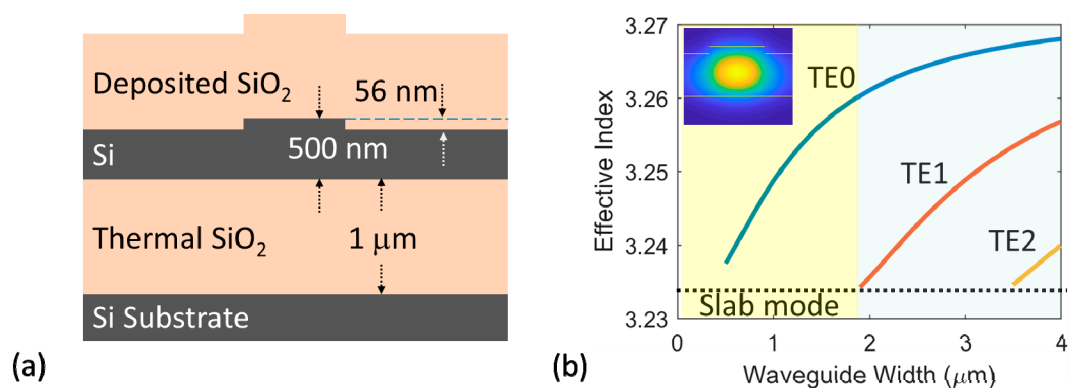 Deposited SiO₂
56 nm
Si
500 nm
Thermal SiO₂
1 μm
Si Substrate
(a)
3.27
3.26
3.25
3.24
3.23
Effective Index
TE0
TE1
TE2
Slab mode
0
1
2
3
4
Waveguide Width (μm)
(b)